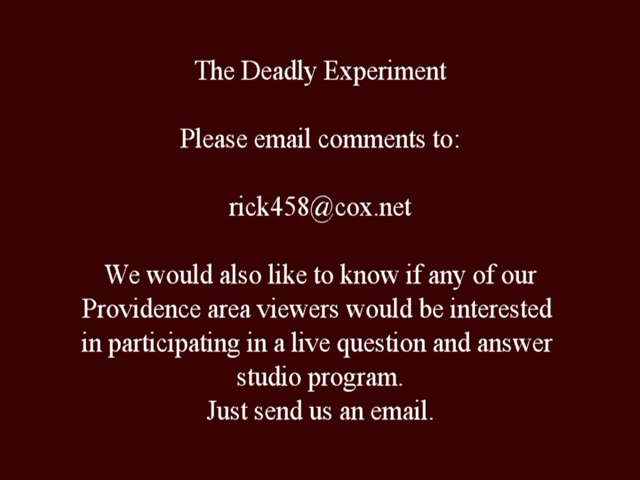 The Deadly Experiment
Please email comments to:
rick458@cox.net
We would also like to know if any of our
Providence area viewers would be interested
in participating in a live question and answer
studio program.
Just send us an email.